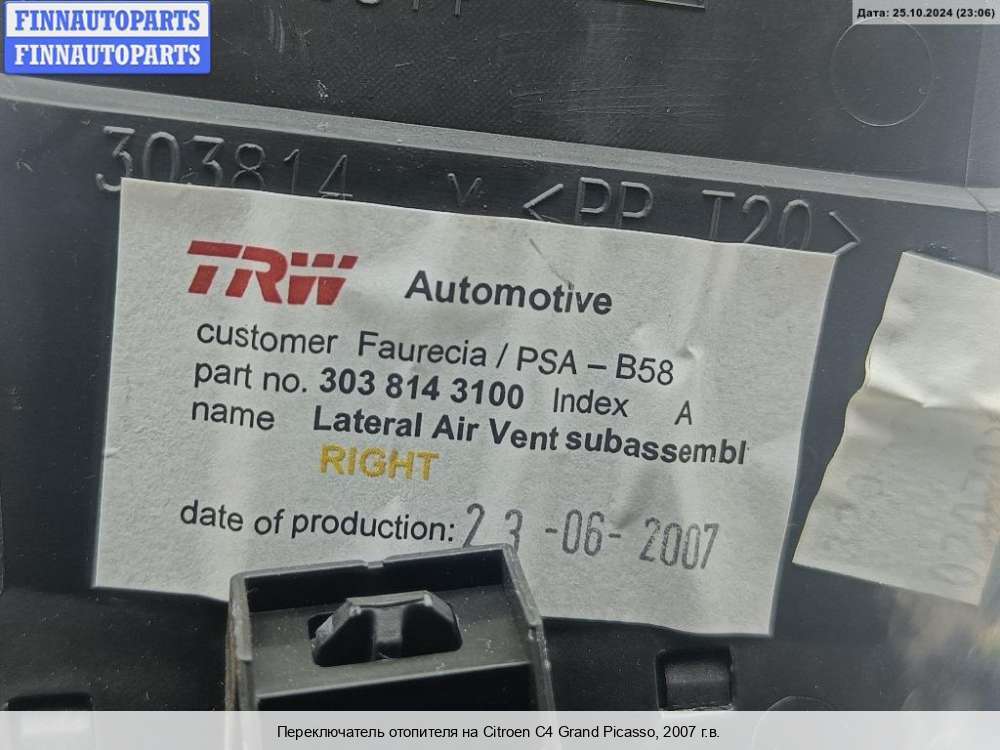 FINNAUTOPARTS
FINNAUTOPARTS
Дата: 25.10.2024 (23:06)
303814 v <PP T20>
TRW Automotive
customer Faurecia / PSA – B58
part no. 303 814 3100 Index A
name Lateral Air Vent subassembl
RIGHT
date of production: 23-06-2007
Переключатель отопителя на Citroen C4 Grand Picasso, 2007 г.в.